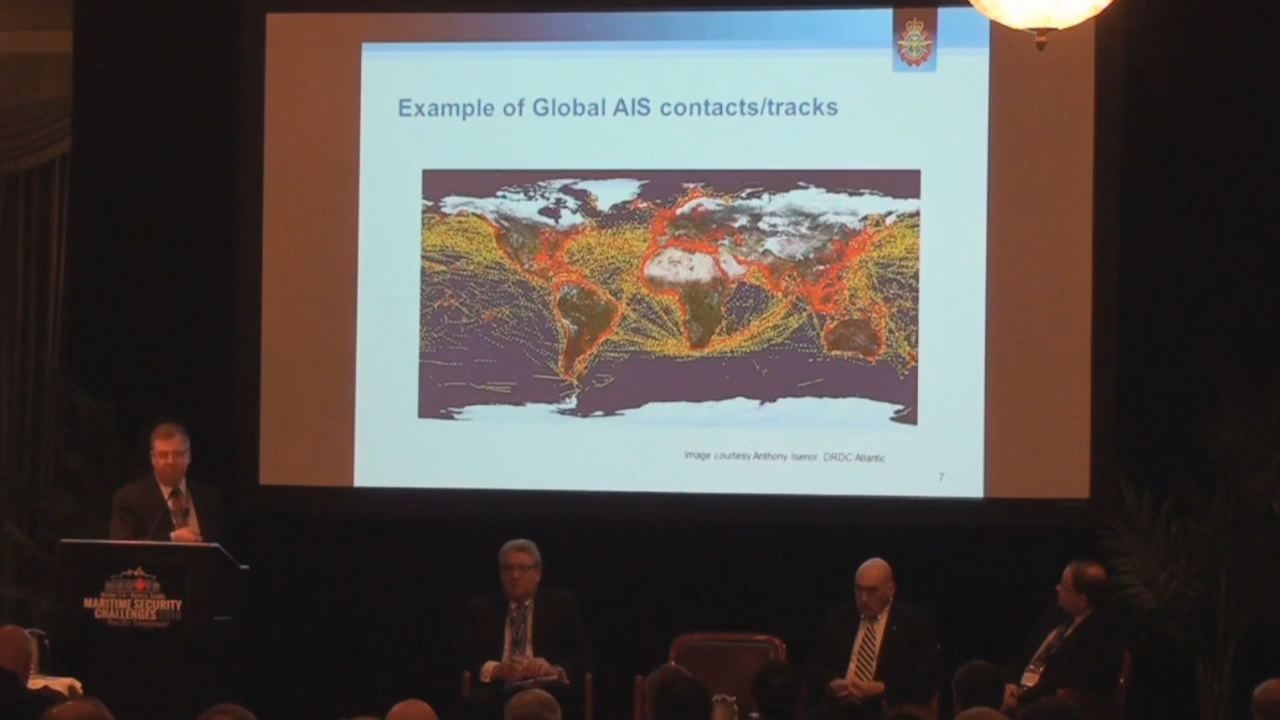 Example of Global AIS contacts/tracks
Image courtesy Anthony Isenor, DRDC Atlantic
7
MARITIME SECURITY
CHALLENGES